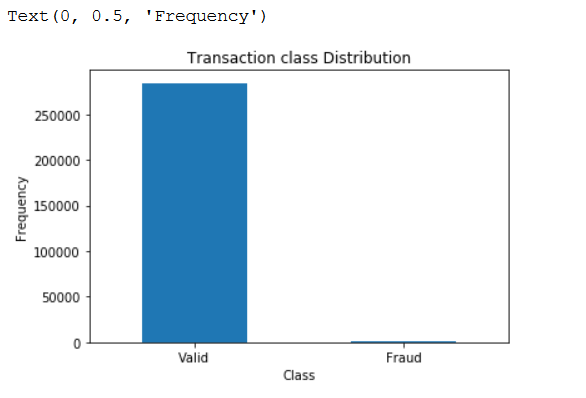 Text(0, 0.5, 'Frequency')
Transaction class Distribution
Frequency
250000
200000
150000
100000
50000
0
Valid
Fraud
Class